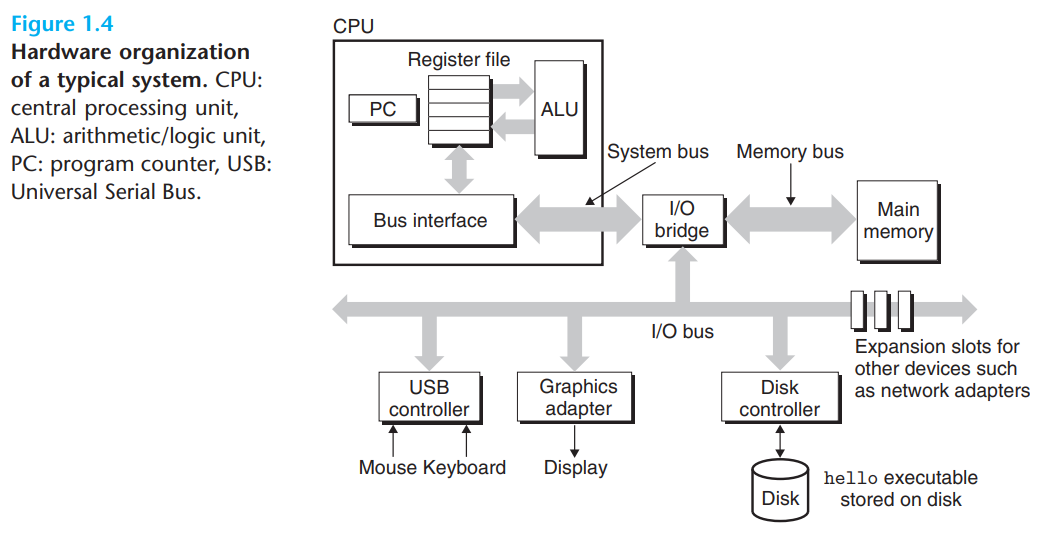 Figure 1.4
Hardware organization
of a typical system. CPU:
central processing unit,
ALU: arithmetic/logic unit,
PC: program counter, USB:
Universal Serial Bus.
CPU
Register file
PC
ALU
System bus
Memory bus
Bus interface
I/O
bridge
Main
memory
I/O bus
Expansion slots for
other devices such
as network adapters
USB
controller
Graphics
adapter
Disk
controller
Mouse Keyboard
Display
Disk
hello executable
stored on disk